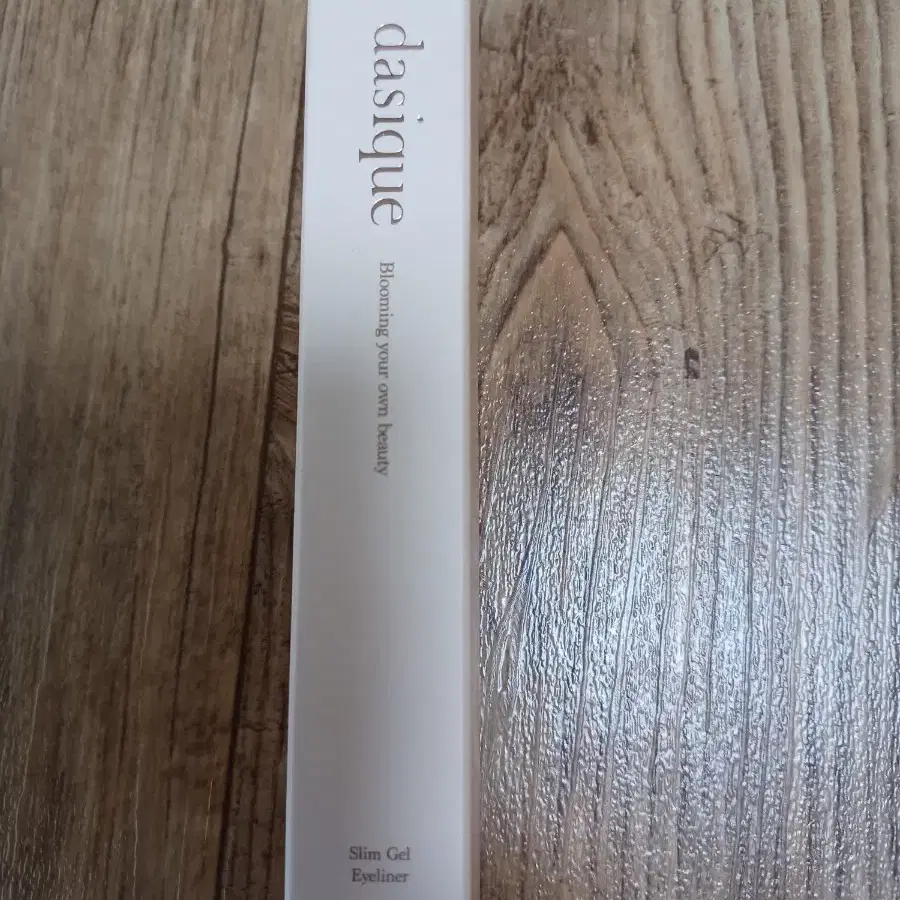 dasique
Blooming your own beauty
Slim Gel
Eyeliner